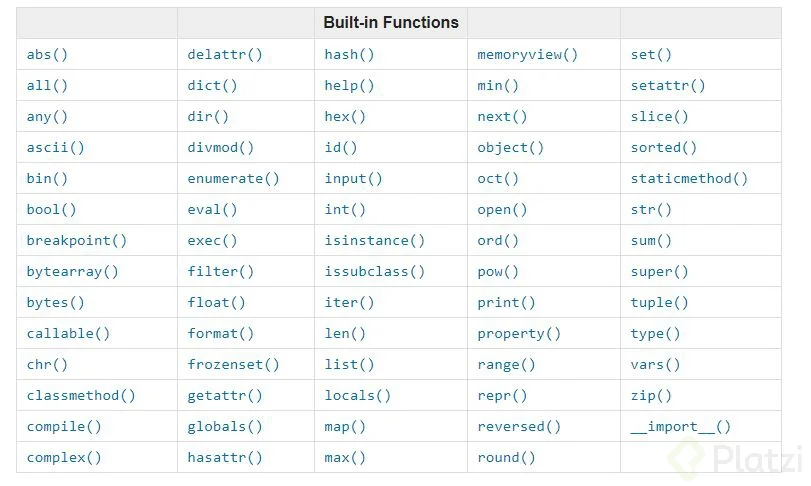 Built-in Functions
abs() delattr() hash() memoryview() set()
all() dict() help() min() setattr()
any() dir() hex() next() slice()
ascii() divmod() id() object() sorted()
bin() enumerate() input() oct() staticmethod()
bool() eval() int() open() str()
breakpoint() exec() isinstance() ord() sum()
bytearray() filter() issubclass() pow() super()
bytes() float() iter() print() tuple()
callable() format() len() property() type()
chr() frozenset() list() range() vars()
classmethod() getattr() locals() repr() zip()
compile() globals() map() reversed() __import__()
complex() hasattr() max() round()
Platzi